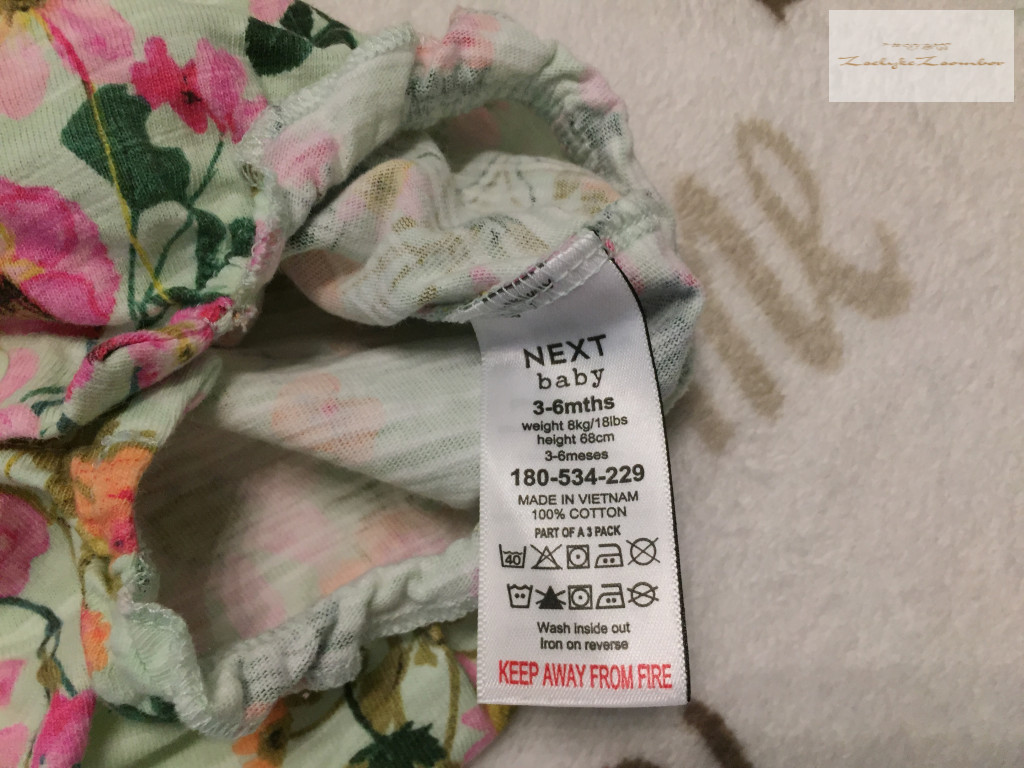 NEXT
baby
3-6mths
weight 8kg/18lbs
height 68cm
3-6meses
180-534-229
MADE IN VIETNAM
100% COTTON
PART OF A 3 PACK
40
Wash inside out
Iron on reverse
KEEP AWAY FROM FIRE